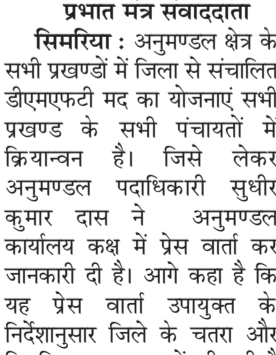 प्रभात मंत्र संवाददाता
सिमरिया : अनुमण्डल क्षेत्र के
सभी प्रखण्डों में जिला से संचालित
डीएमएफटी मद का योजनाएं सभी
प्रखण्ड के सभी पंचायतों में
क्रियान्वन है। जिसे लेकर
अनुमण्डल पदाधिकारी सुधीर
कुमार दास ने अनुमण्डल
कार्यालय कक्ष में प्रेस वार्ता कर
जानकारी दी है। आगे कहा है कि
यह प्रेस वार्ता उपायुक्त के
निर्देशानुसार जिले के चतरा और